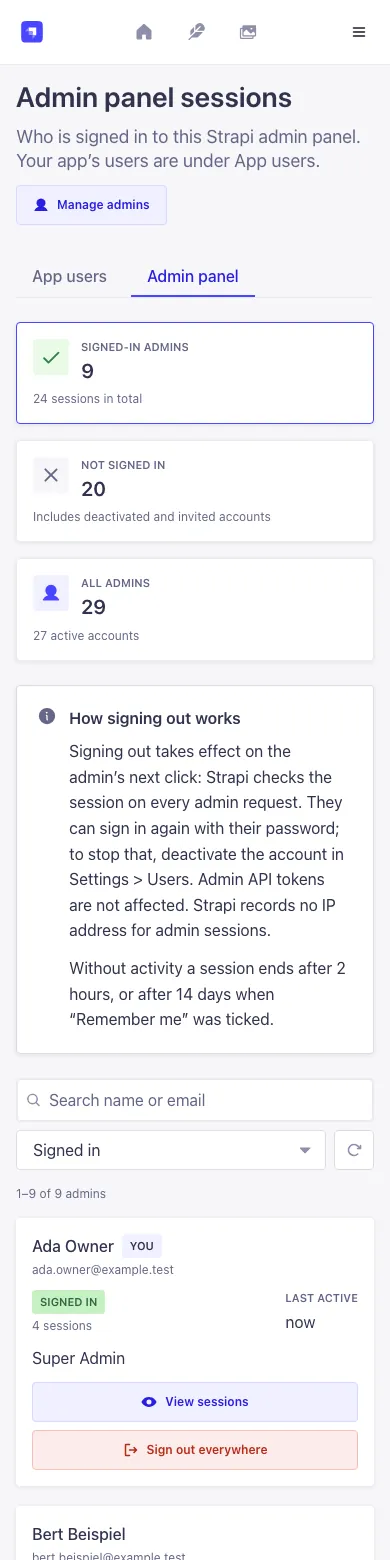 Admin panel sessions
Who is signed in to this Strapi admin panel.
Your app’s users are under App users.
Manage admins
App users
Admin panel
SIGNED-IN ADMINS
9
24 sessions in total
NOT SIGNED IN
20
Includes deactivated and invited accounts
ALL ADMINS
29
27 active accounts
How signing out works
Signing out takes effect on the
admin’s next click: Strapi checks the
session on every admin request. They
can sign in again with their password;
to stop that, deactivate the account in
Settings > Users. Admin API tokens
are not affected. Strapi records no IP
address for admin sessions.
Without activity a session ends after 2
hours, or after 14 days when
“Remember me” was ticked.
Search name or email
Signed in
1–9 of 9 admins
Ada Owner YOU
ada.owner@example.test
SIGNED IN
4 sessions
LAST ACTIVE
now
Super Admin
View sessions
Sign out everywhere
Bert Beispiel
bert.beispiel@example.test